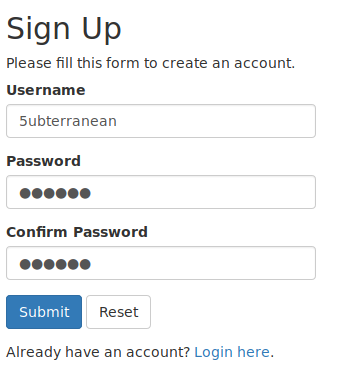 Sign Up
Please fill this form to create an account.
Username
5ubterranean
Password
●●●●●●
Confirm Password
●●●●●●
Submit Reset
Already have an account? Login here.